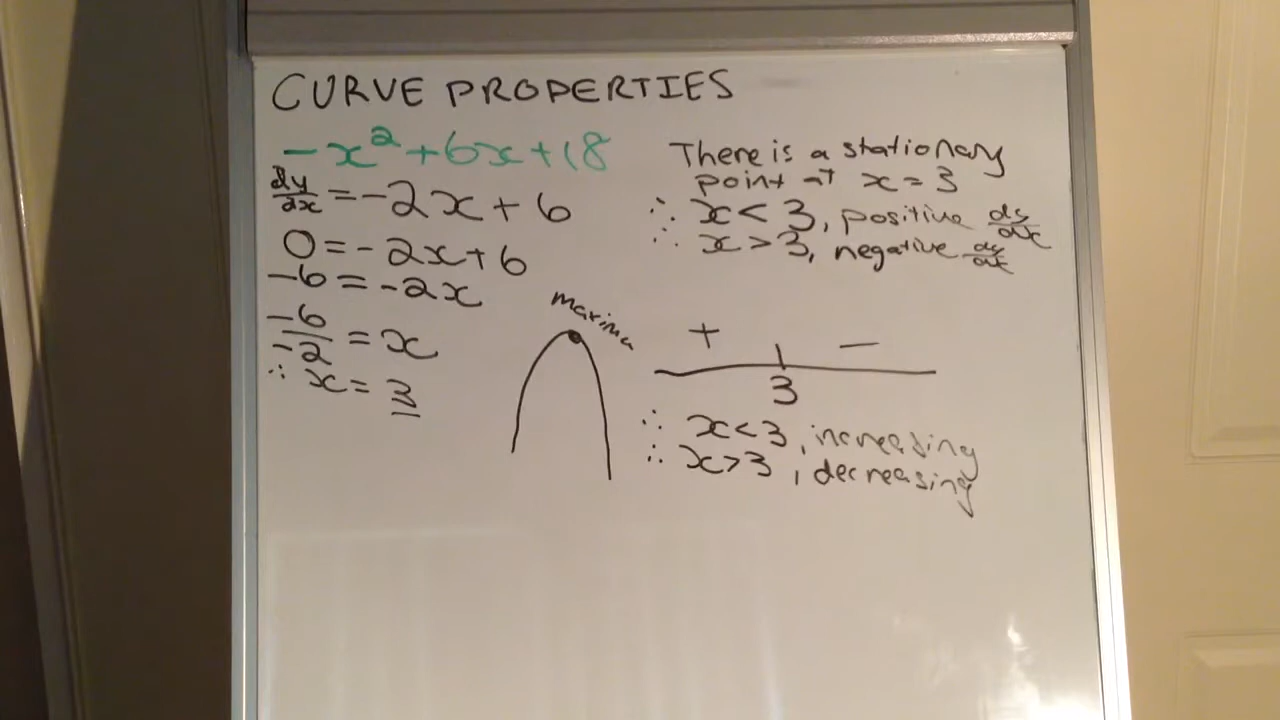 CURVE PROPERTIES
-x²+6x+18
dy/dx = -2x+6
0 = -2x+6
-6 = -2x
-6/-2 = x
∴ x = 3
There is a stationary
point at x = 3
∴ x < 3, positive dy/dx
∴ x > 3, negative dy/dx
maxima
+ −
3
∴ x<3, increasing
∴ x>3, decreasing